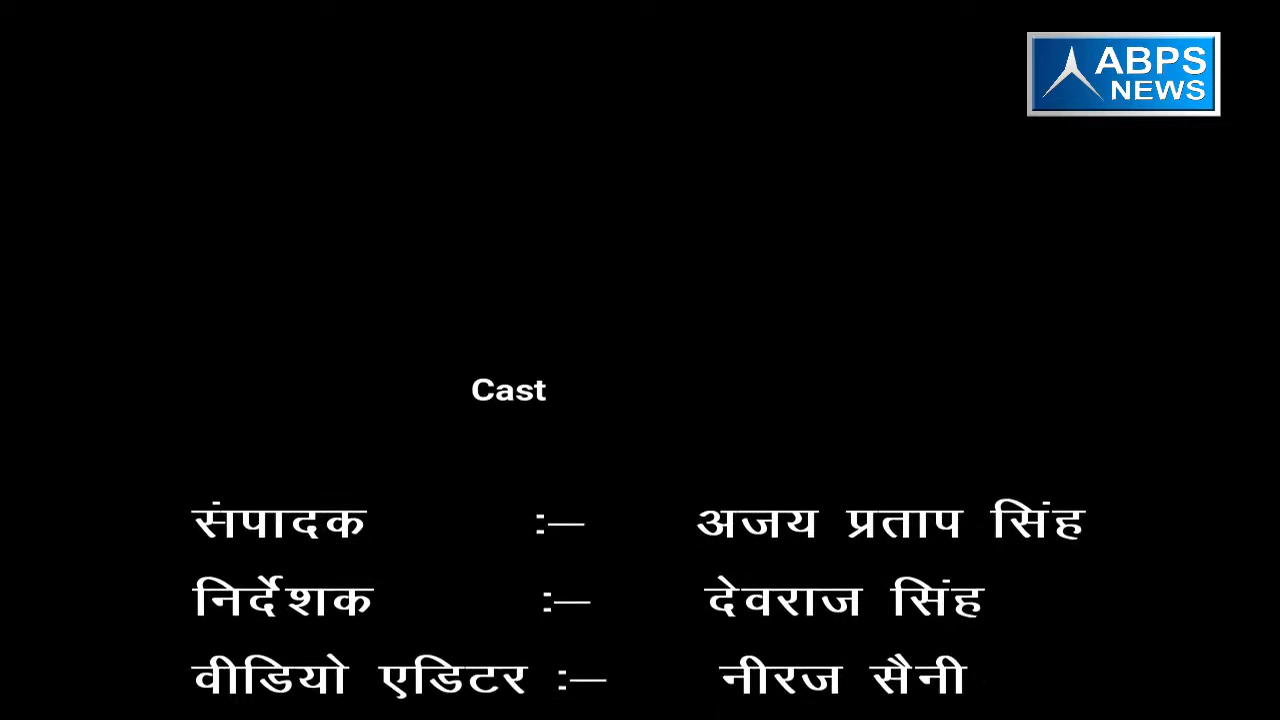 ABPS
NEWS
Cast
संपादक :— अजय प्रताप सिंह
निर्देशक :— देवराज सिंह
वीडियो एडिटर :— नीरज सैनी